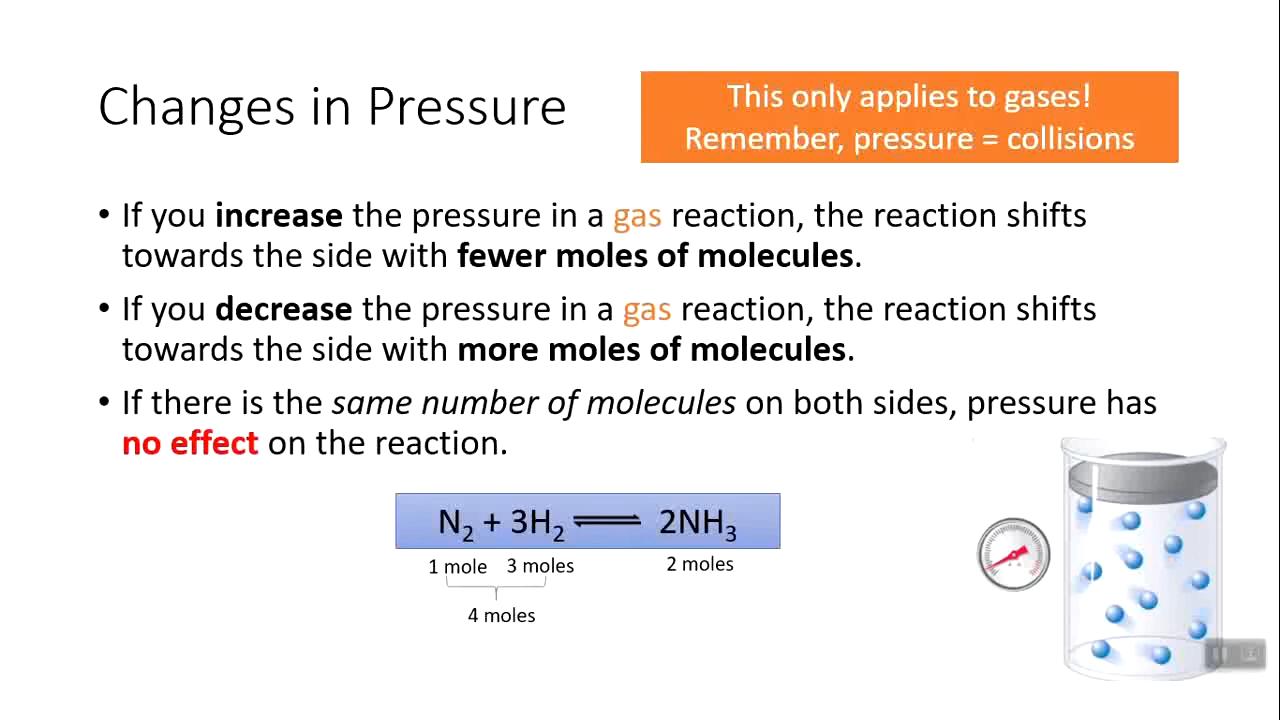 Changes in Pressure
This only applies to gases!
Remember, pressure = collisions
• If you increase the pressure in a gas reaction, the reaction shifts
towards the side with fewer moles of molecules.
• If you decrease the pressure in a gas reaction, the reaction shifts
towards the side with more moles of molecules.
• If there is the same number of molecules on both sides, pressure has
no effect on the reaction.
N₂ + 3H₂ ⇌ 2NH₃
1 mole 3 moles 2 moles
4 moles